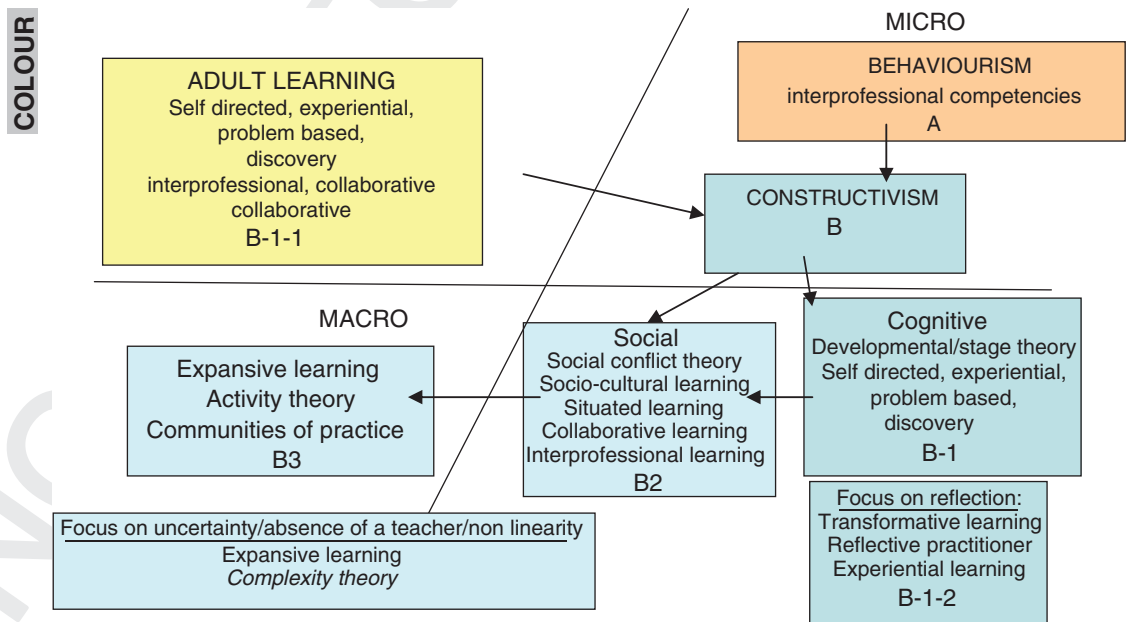 COLOUR
MICRO
ADULT LEARNING
Self directed, experiential,
problem based,
discovery
interprofessional, collaborative
collaborative
B-1-1
BEHAVIOURISM
interprofessional competencies
A
CONSTRUCTIVISM
B
MACRO
Expansive learning
Activity theory
Communities of practice
B3
Social
Social conflict theory
Socio-cultural learning
Situated learning
Collaborative learning
Interprofessional learning
B2
Cognitive
Developmental/stage theory
Self directed, experiential,
problem based,
discovery
B-1
Focus on uncertainty/absence of a teacher/non linearity
Expansive learning
Complexity theory
Focus on reflection:
Transformative learning
Reflective practitioner
Experiential learning
B-1-2